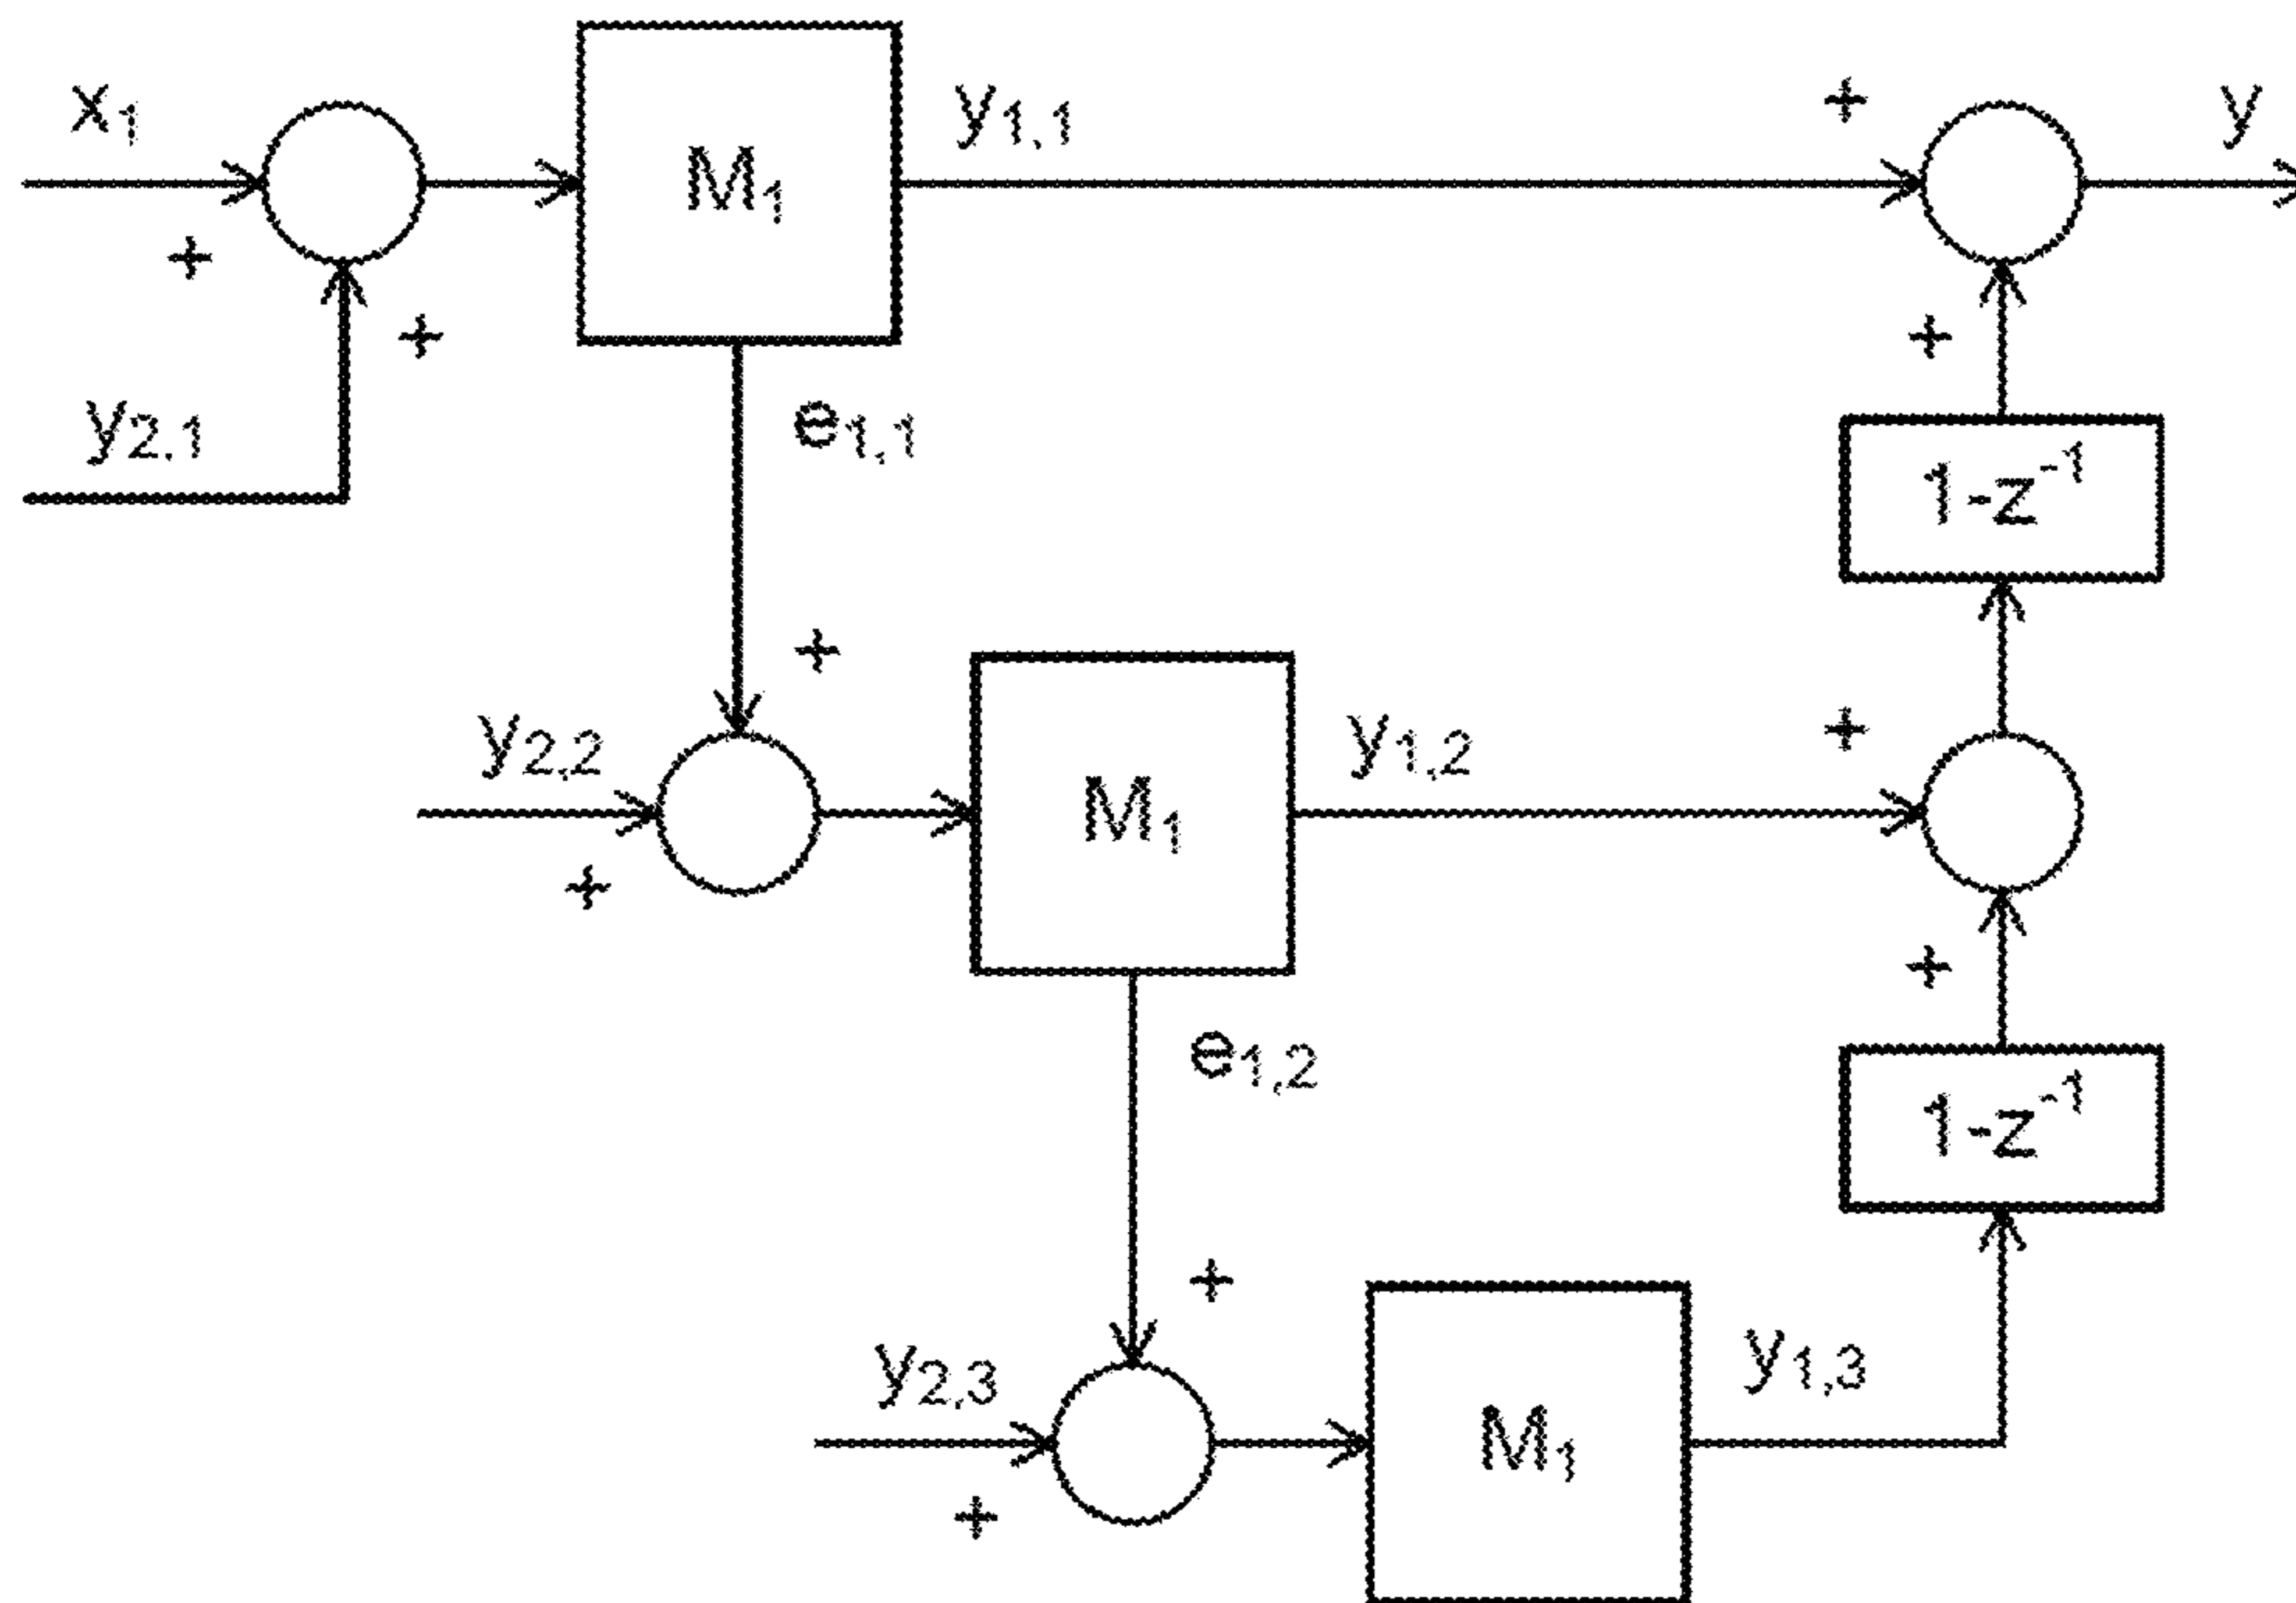 x₁
+
+
y₂,₁
M₁
y₁,₁
e₁,₁
+
y
+
1-z⁻¹
y₂,₂
+
+
M₁
y₁,₂
e₁,₂
+
+
1-z⁻¹
y₂,₃
+
+
M₁
y₁,₃